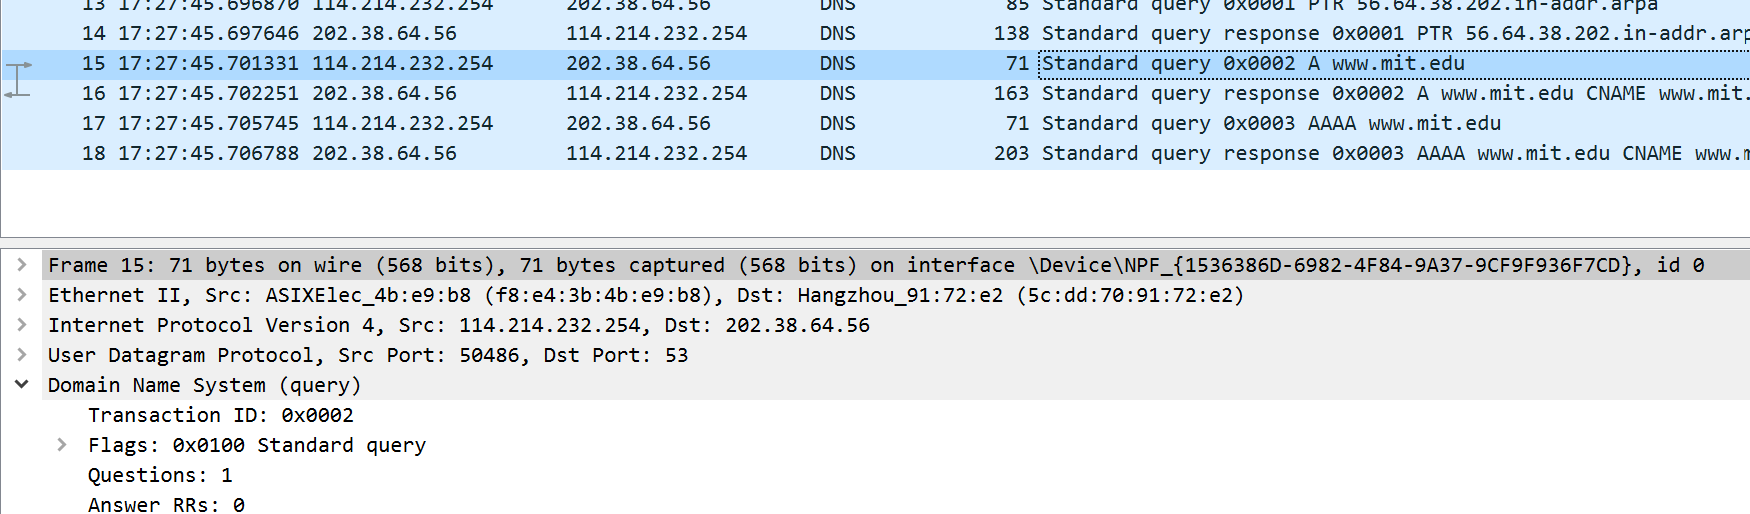 13 17:27:45.696870 114.214.232.254 202.38.64.56 DNS 85 Standard query 0x0001 PTR 56.64.38.202.in-addr.arpa
14 17:27:45.697646 202.38.64.56 114.214.232.254 DNS 138 Standard query response 0x0001 PTR 56.64.38.202.in-addr.arp
15 17:27:45.701331 114.214.232.254 202.38.64.56 DNS 71 Standard query 0x0002 A www.mit.edu
16 17:27:45.702251 202.38.64.56 114.214.232.254 DNS 163 Standard query response 0x0002 A www.mit.edu CNAME www.mit.
17 17:27:45.705745 114.214.232.254 202.38.64.56 DNS 71 Standard query 0x0003 AAAA www.mit.edu
18 17:27:45.706788 202.38.64.56 114.214.232.254 DNS 203 Standard query response 0x0003 AAAA www.mit.edu CNAME www.m
Frame 15: 71 bytes on wire (568 bits), 71 bytes captured (568 bits) on interface \Device\NPF_{1536386D-6982-4F84-9A37-9CF9F936F7CD}, id 0
Ethernet II, Src: ASIXElec_4b:e9:b8 (f8:e4:3b:4b:e9:b8), Dst: Hangzhou_91:72:e2 (5c:dd:70:91:72:e2)
Internet Protocol Version 4, Src: 114.214.232.254, Dst: 202.38.64.56
User Datagram Protocol, Src Port: 50486, Dst Port: 53
Domain Name System (query)
Transaction ID: 0x0002
Flags: 0x0100 Standard query
Questions: 1
Answer RRs: 0